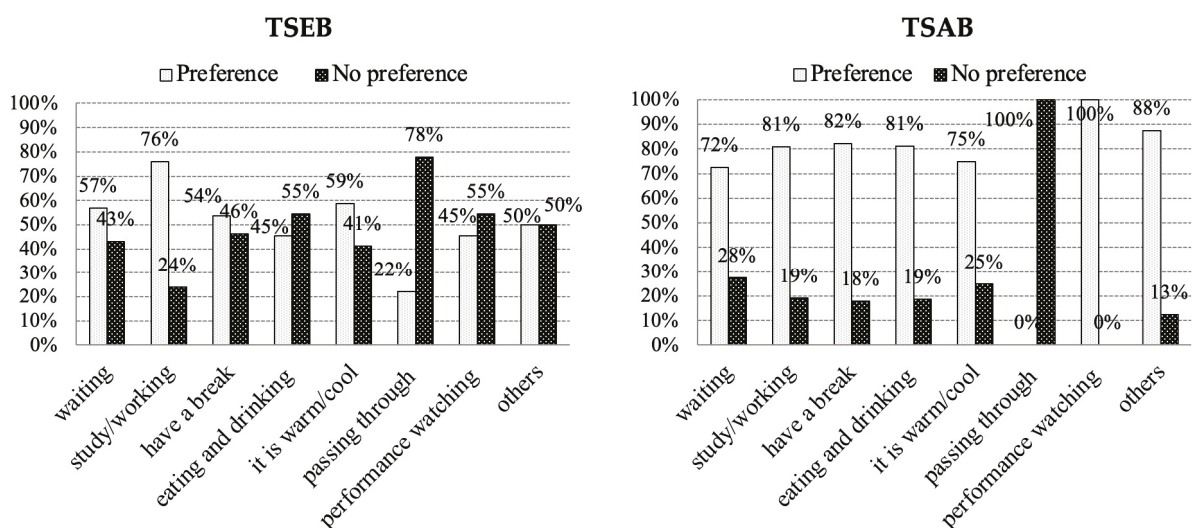 TSEB
Preference No preference
100%
90%
80%
70%
60%
50%
40%
30%
20%
10%
0%
57%
43%
76%
24%
54%
46%
45%
55%
59%
41%
22%
78%
45%
55%
50%
50%
waiting
study/working
have a break
eating and drinking
it is warm/cool
passing through
performance watching
others
TSAB
Preference No preference
100%
90%
80%
70%
60%
50%
40%
30%
20%
10%
0%
72%
28%
81%
19%
82%
18%
81%
19%
75%
25%
0%
100%
100%
0%
88%
13%
waiting
study/working
have a break
eating and drinking
it is warm/cool
passing through
performance watching
others